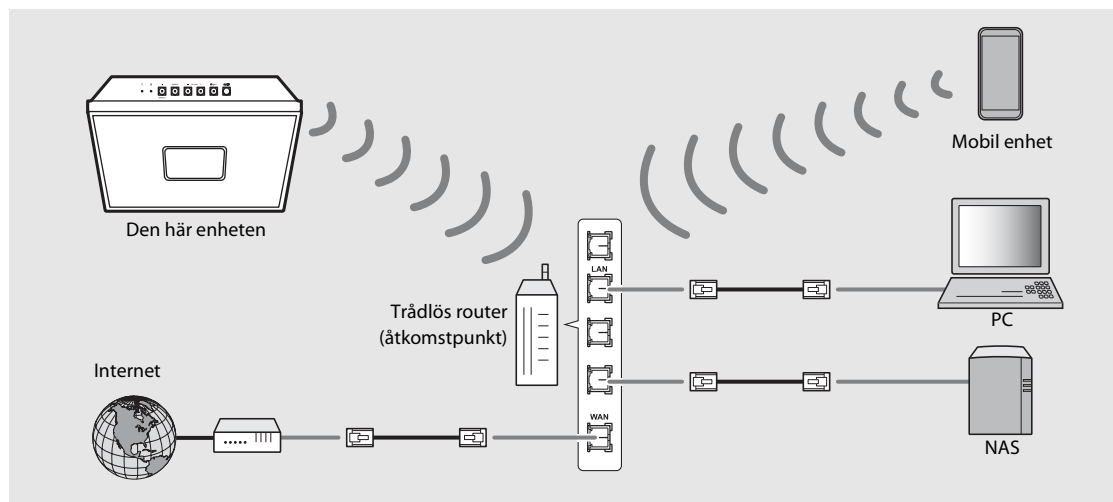 Mobil enhet
Den här enheten
LAN
Trådlös router
(åtkomstpunkt)
PC
Internet
WAN
NAS